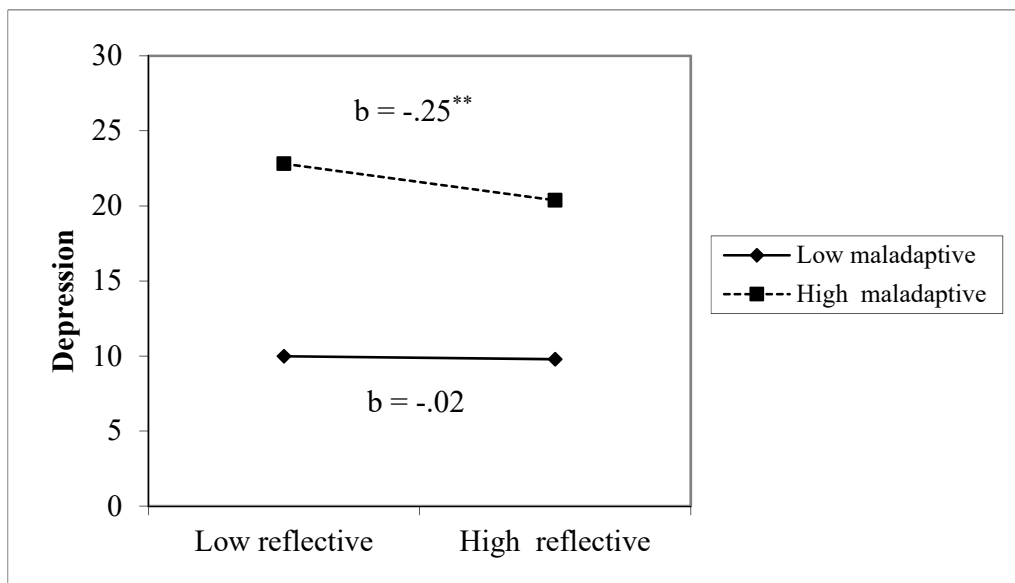 30
25
20
15
10
5
0
Depression
b = -.25**
b = -.02
Low reflective
High reflective
Low maladaptive
High maladaptive